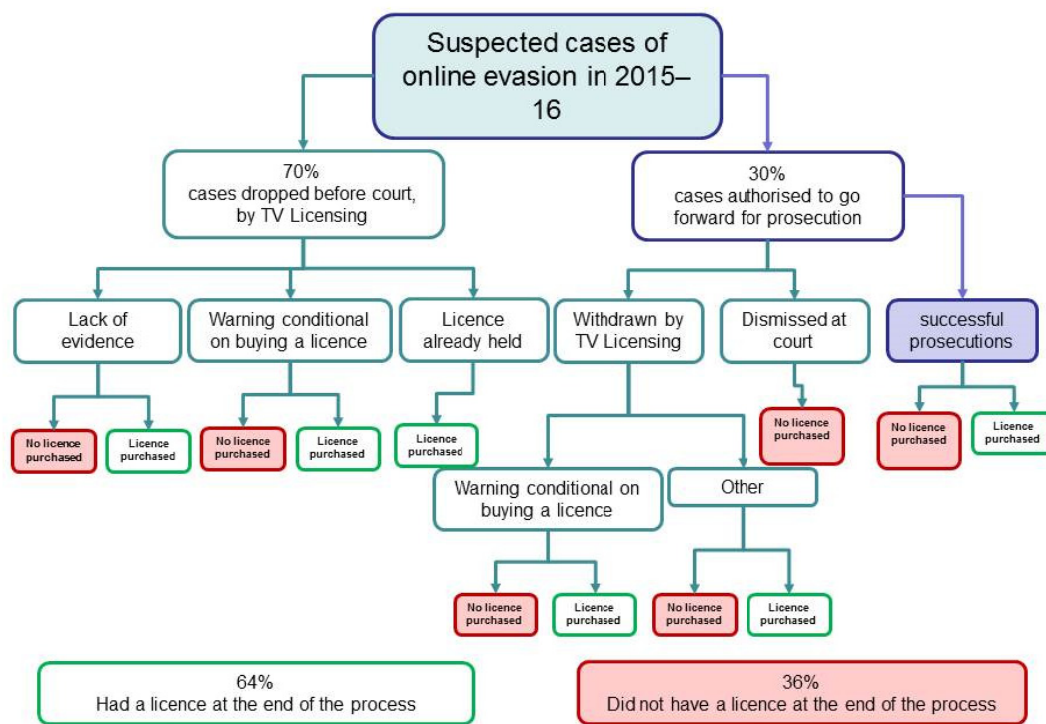 Suspected cases of
online evasion in 2015–
16
70%
cases dropped before court,
by TV Licensing
30%
cases authorised to go
forward for prosecution
Lack of
evidence
Warning conditional
on buying a licence
Licence
already held
Withdrawn by
TV Licensing
Dismissed at
court
successful
prosecutions
No licence
purchased
Licence
purchased
No licence
purchased
Licence
purchased
Licence
purchased
No licence
purchased
No licence
purchased
Licence
purchased
Warning conditional on
buying a licence
Other
No licence
purchased
Licence
purchased
No licence
purchased
Licence
purchased
64%
Had a licence at the end of the process
36%
Did not have a licence at the end of the process